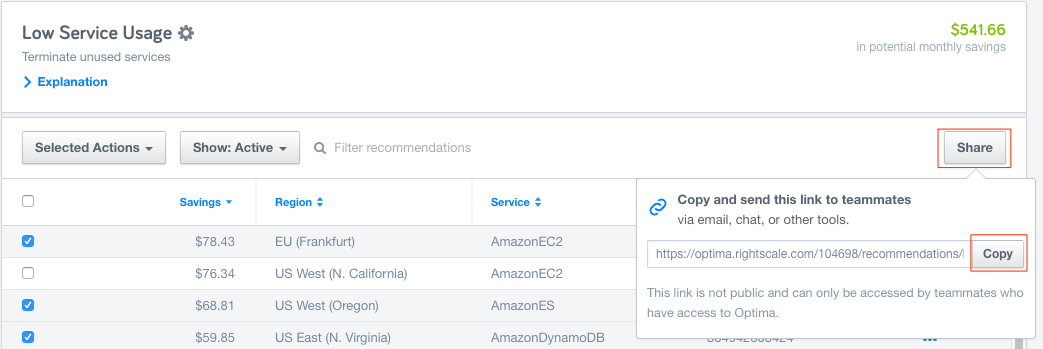 Low Service Usage
$541.66
Terminate unused services
in potential monthly savings
Explanation
Selected Actions
Show: Active
Filter recommendations
Share
Savings
Region
Service
Copy and send this link to teammates
via email, chat, or other tools.
https://optima.rightscale.com/104698/recommendations/
Copy
This link is not public and can only be accessed by teammates who
have access to Optima.
$78.43 EU (Frankfurt) AmazonEC2
$76.34 US West (N. California) AmazonEC2
$68.81 US West (Oregon) AmazonES
$59.85 US East (N. Virginia) AmazonDynamoDB